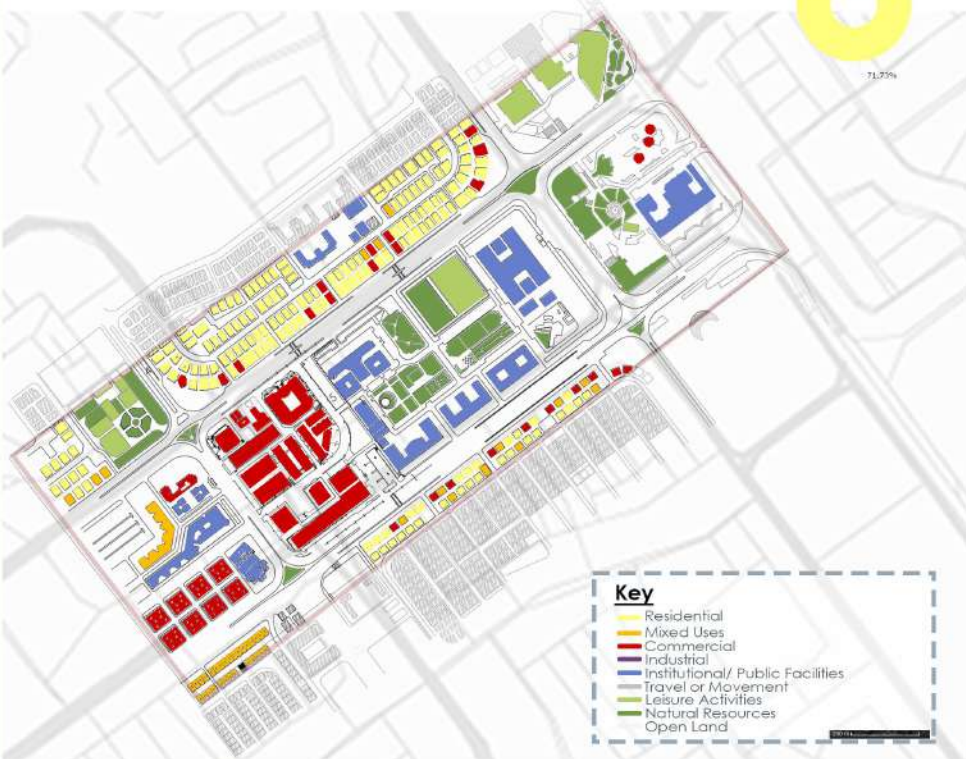 71.73%
Key
Residential
Mixed Uses
Commercial
Industrial
Institutional/ Public Facilities
Travel or Movement
Leisure Activities
Natural Resources
Open Land